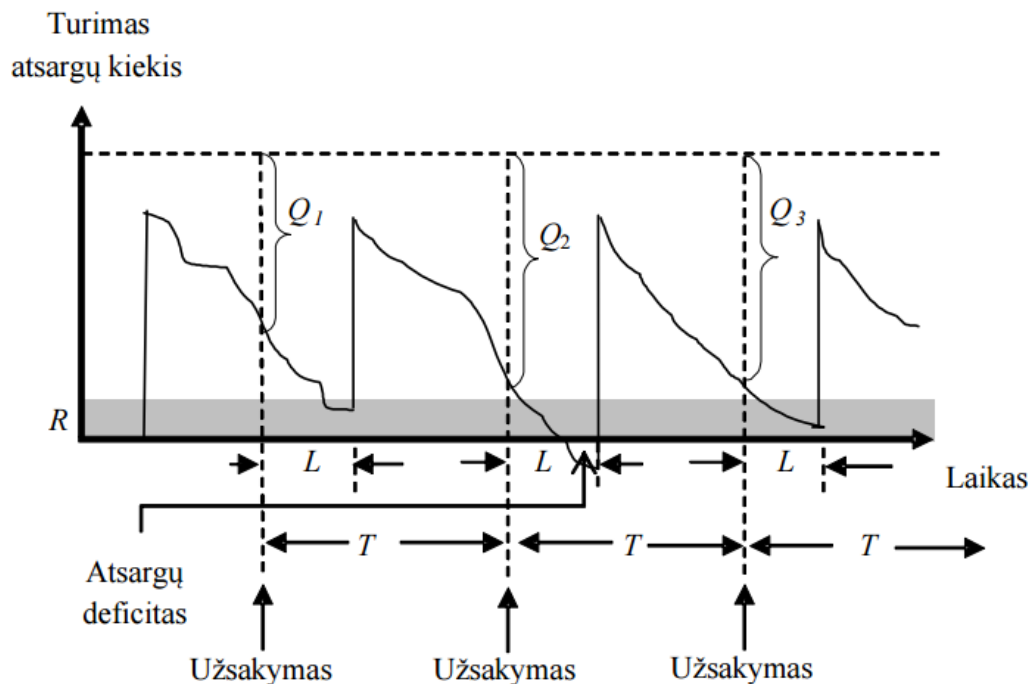 Turimas
atsargų kiekis
Q1
Q2
Q3
R
L
L
L
Laikas
T
T
T
Atsargų
deficitas
Užsakymas
Užsakymas
Užsakymas